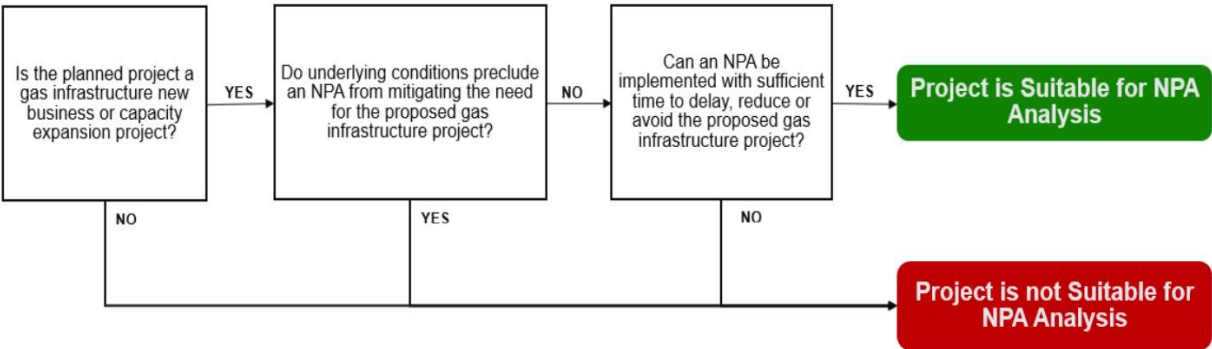 Is the planned project a
gas infrastructure new
business or capacity
expansion project?
YES
NO
Do underlying conditions preclude
an NPA from mitigating the need
for the proposed gas
infrastructure project?
NO
YES
Can an NPA be
implemented with sufficient
time to delay, reduce or
avoid the proposed gas
infrastructure project?
YES
NO
Project is Suitable for NPA
Analysis
Project is not Suitable for
NPA Analysis